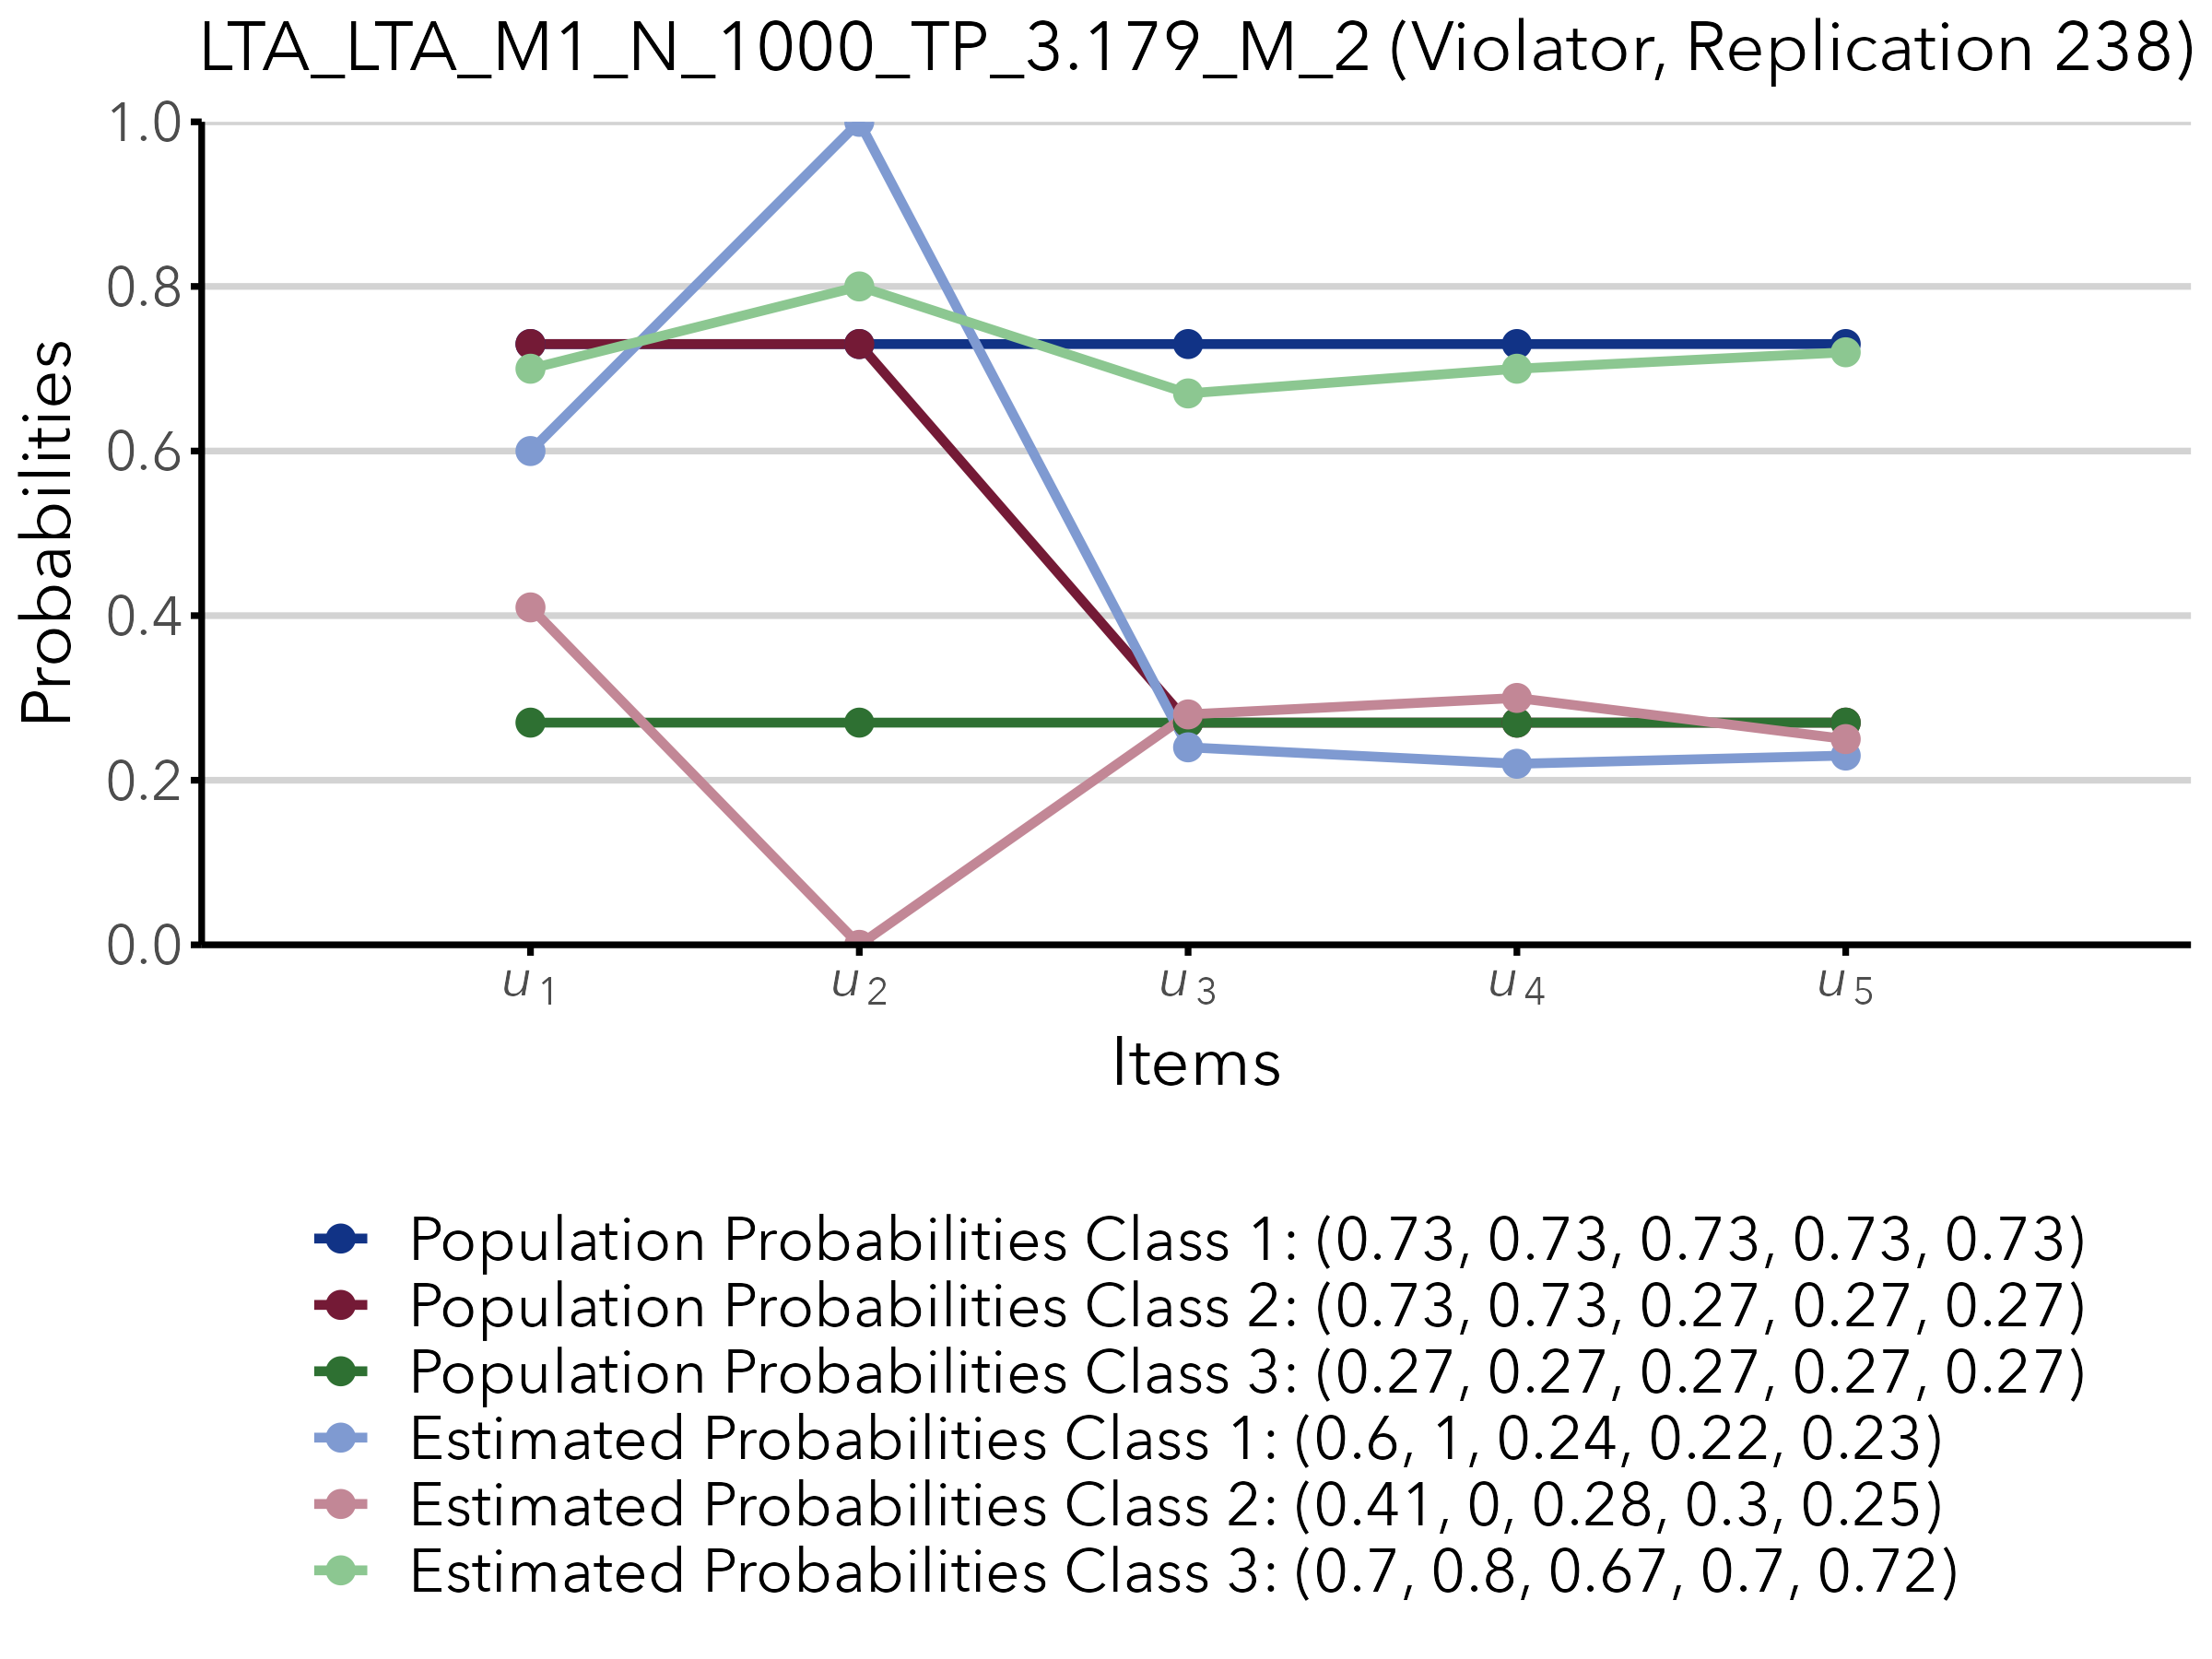 LTA_LTA_M1_N_1000_TP_3.179_M_2 (Violator, Replication 238)
1.0
0.8
0.6
0.4
0.2
0.0
Probabilities
u1 u2 u3 u4 u5
Items
Population Probabilities Class 1: (0.73, 0.73, 0.73, 0.73, 0.73)
Population Probabilities Class 2: (0.73, 0.73, 0.27, 0.27, 0.27)
Population Probabilities Class 3: (0.27, 0.27, 0.27, 0.27, 0.27)
Estimated Probabilities Class 1: (0.6, 1, 0.24, 0.22, 0.23)
Estimated Probabilities Class 2: (0.41, 0, 0.28, 0.3, 0.25)
Estimated Probabilities Class 3: (0.7, 0.8, 0.67, 0.7, 0.72)